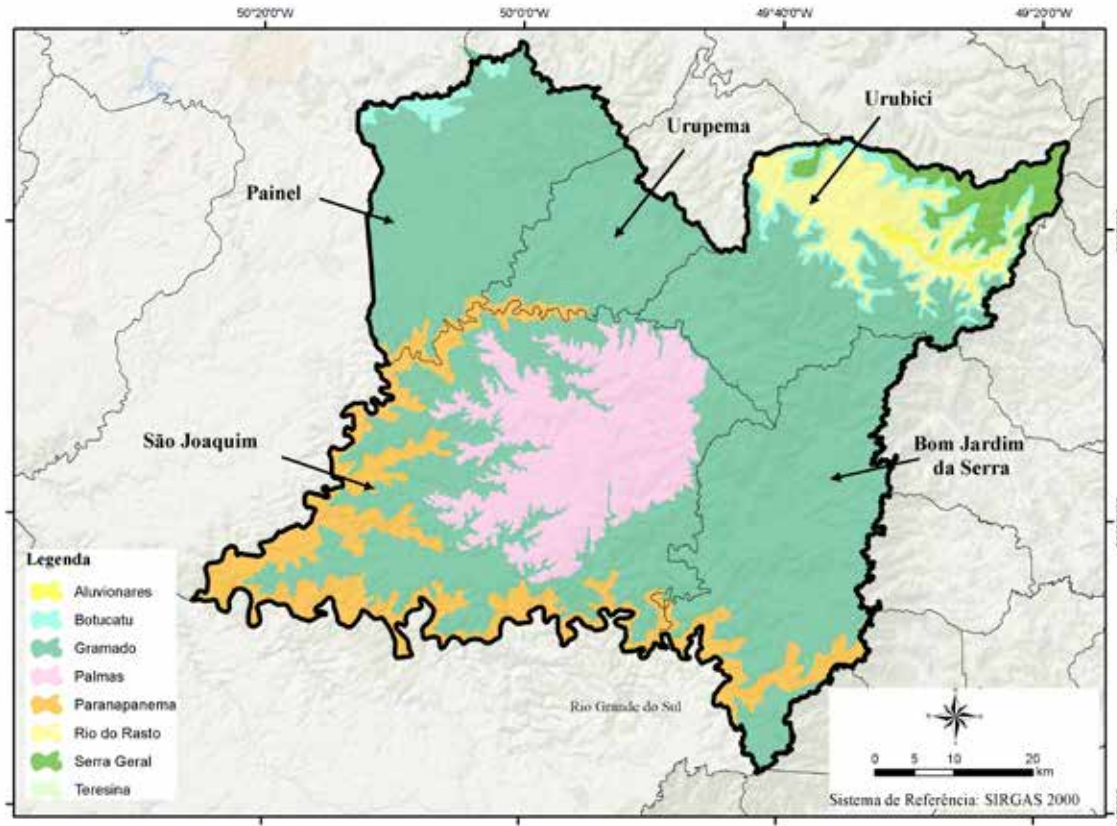 50°20'0"W
50°0'0"W
49°40'0"W
49°20'0"W
Urubici
Urupema
Painel
São Joaquim
Bom Jardim
da Serra
Legenda
Aluvionares
Botucatu
Gramado
Palmas
Paranapanema
Rio do Rasto
Serra Geral
Teresina
Rio Grande do Sul
0 5 10 20
km
Sistema de Referência: SIRGAS 2000